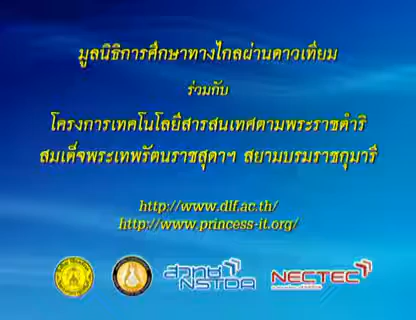 มูลนิธิการศึกษาทางไกลผ่านดาวเทียม
ร่วมกับ
โครงการเทคโนโลยีสารสนเทศตามพระราชดำริ
สมเด็จพระเทพรัตนราชสุดาฯ สยามบรมราชกุมารี
http://www.dlf.ac.th/
http://www.princess-it.org/
สวทช
NSTDA
NECTEC